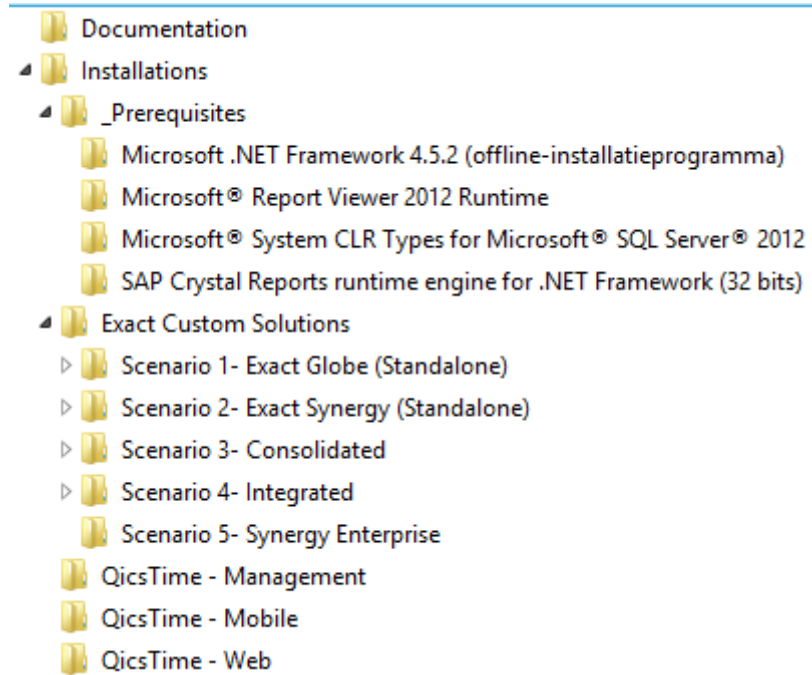 Documentation
Installations
_Prerequisites
Microsoft .NET Framework 4.5.2 (offline-installatieprogramma)
Microsoft® Report Viewer 2012 Runtime
Microsoft® System CLR Types for Microsoft® SQL Server® 2012
SAP Crystal Reports runtime engine for .NET Framework (32 bits)
Exact Custom Solutions
Scenario 1- Exact Globe (Standalone)
Scenario 2- Exact Synergy (Standalone)
Scenario 3- Consolidated
Scenario 4- Integrated
Scenario 5- Synergy Enterprise
QicsTime - Management
QicsTime - Mobile
QicsTime - Web